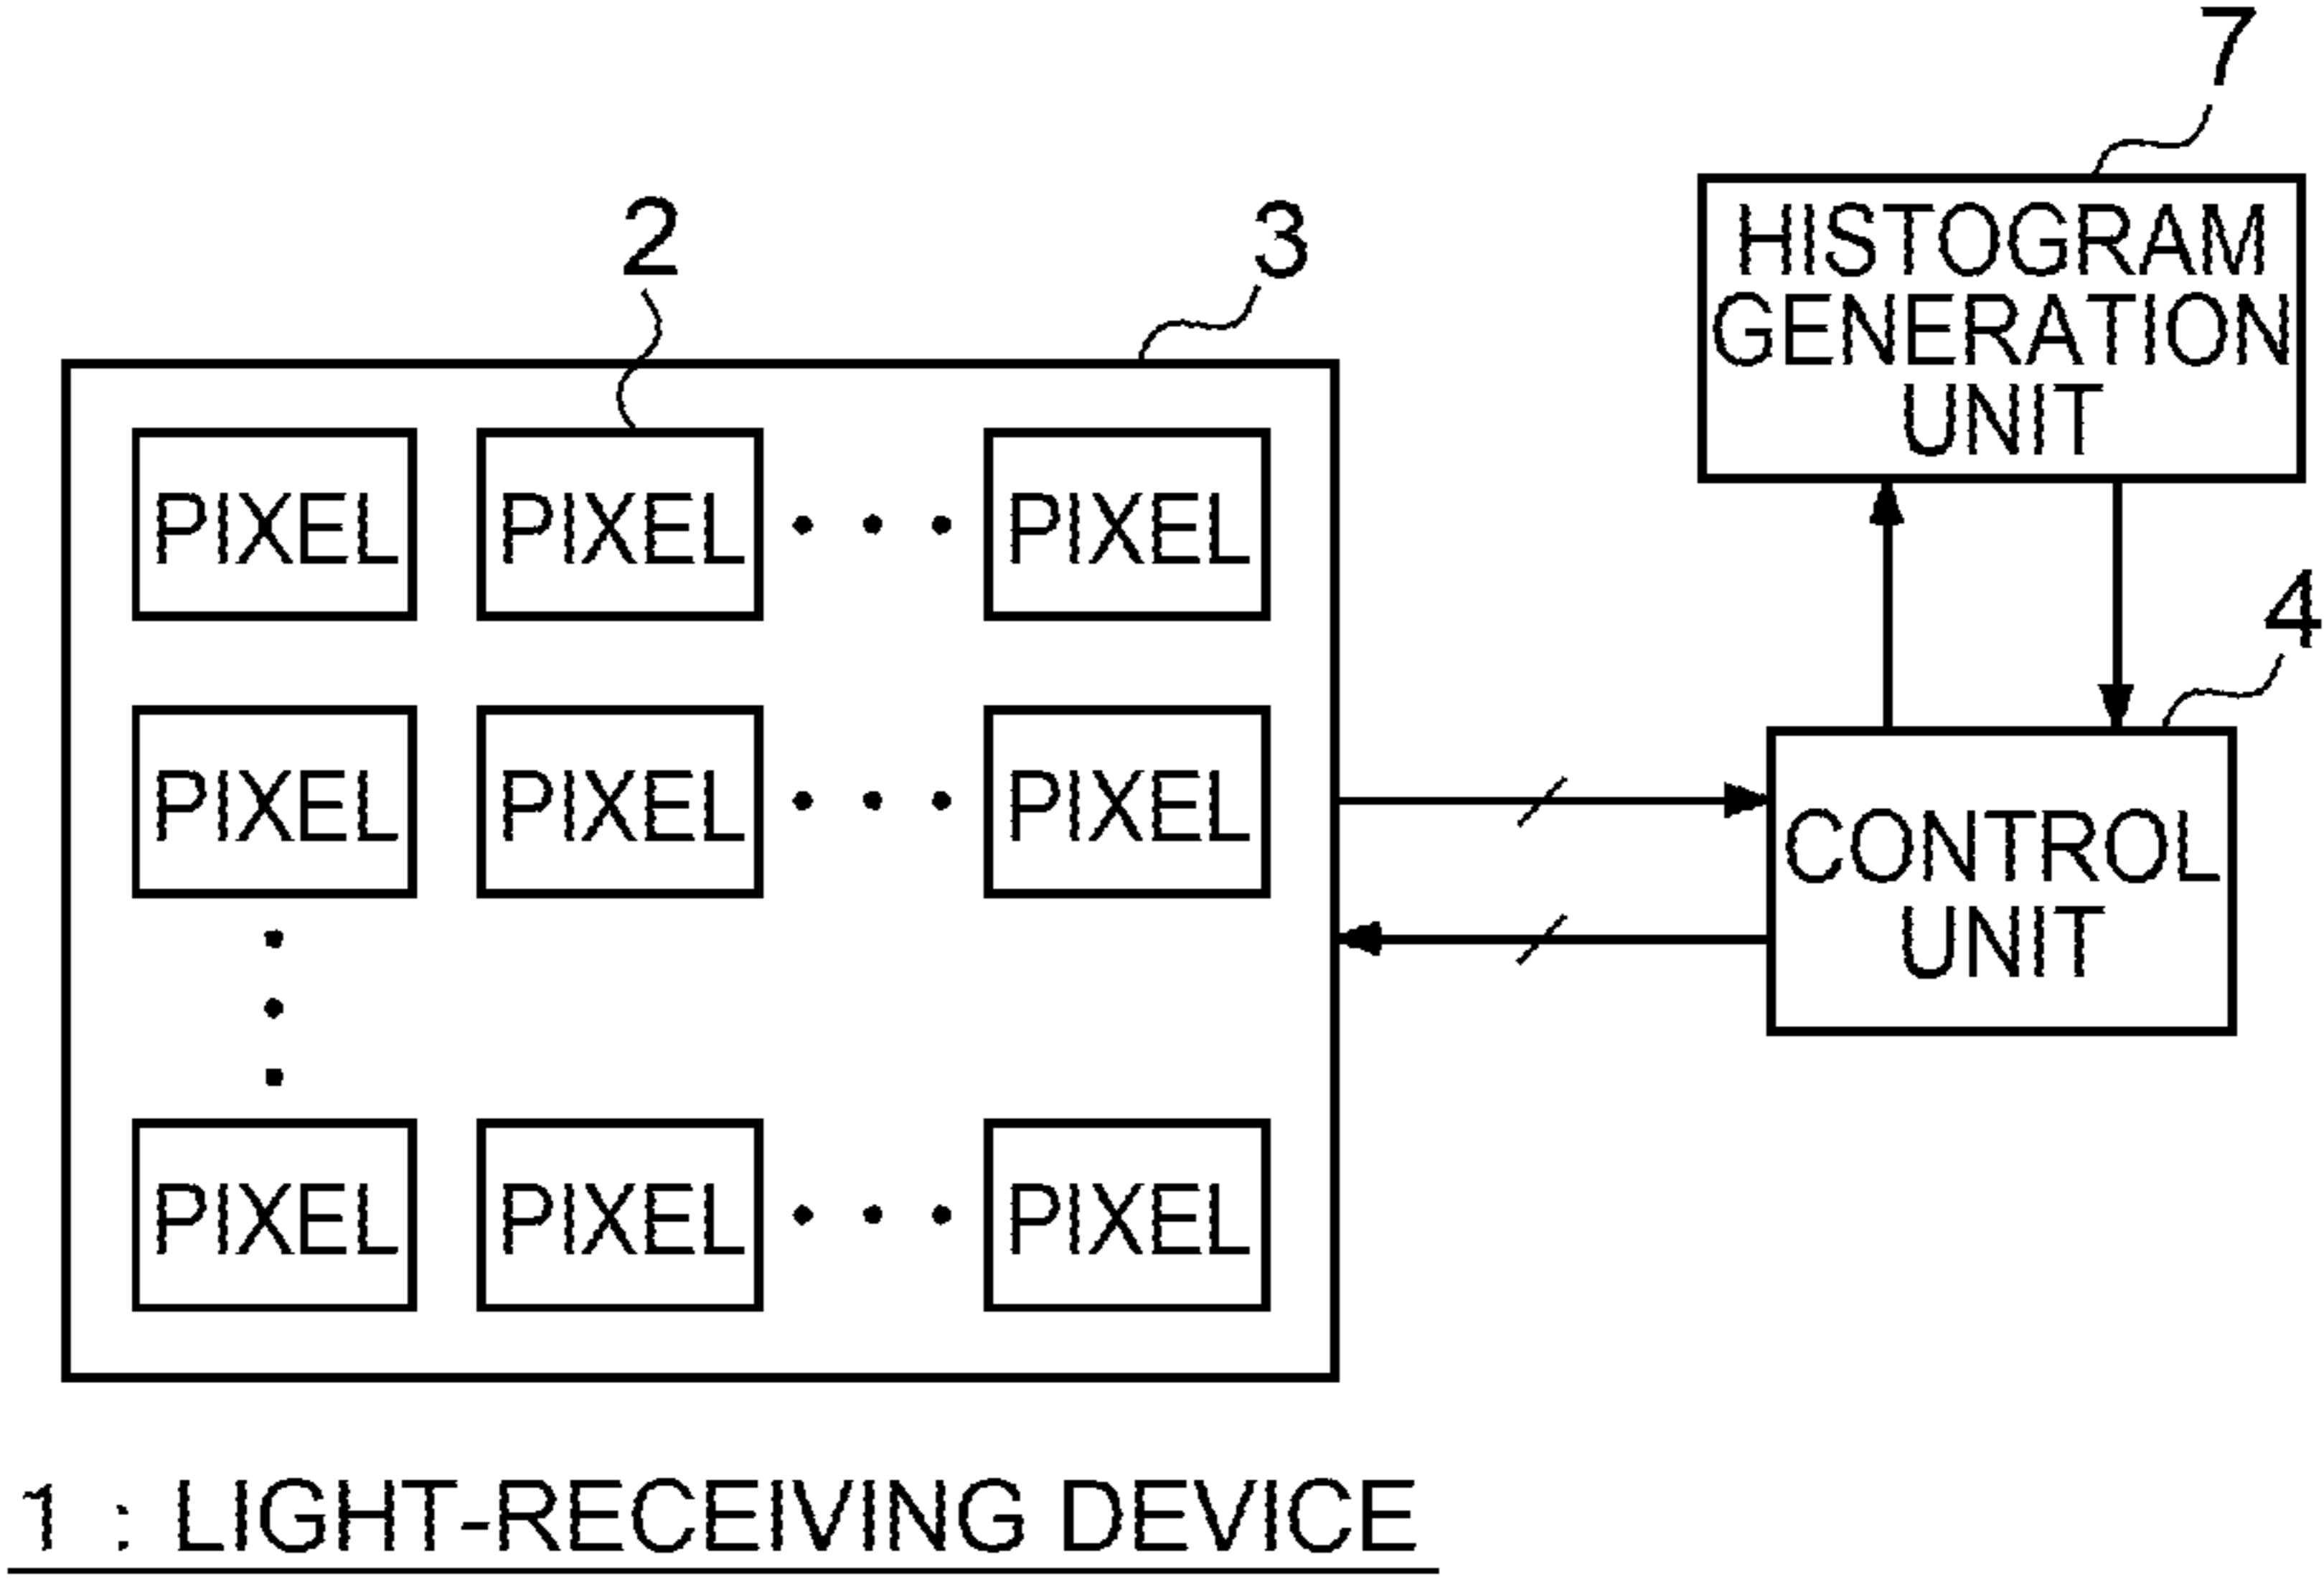 7
2
3
HISTOGRAM
GENERATION
UNIT
PIXEL PIXEL PIXEL
4
PIXEL PIXEL PIXEL
CONTROL
UNIT
PIXEL PIXEL PIXEL
1 : LIGHT-RECEIVING DEVICE